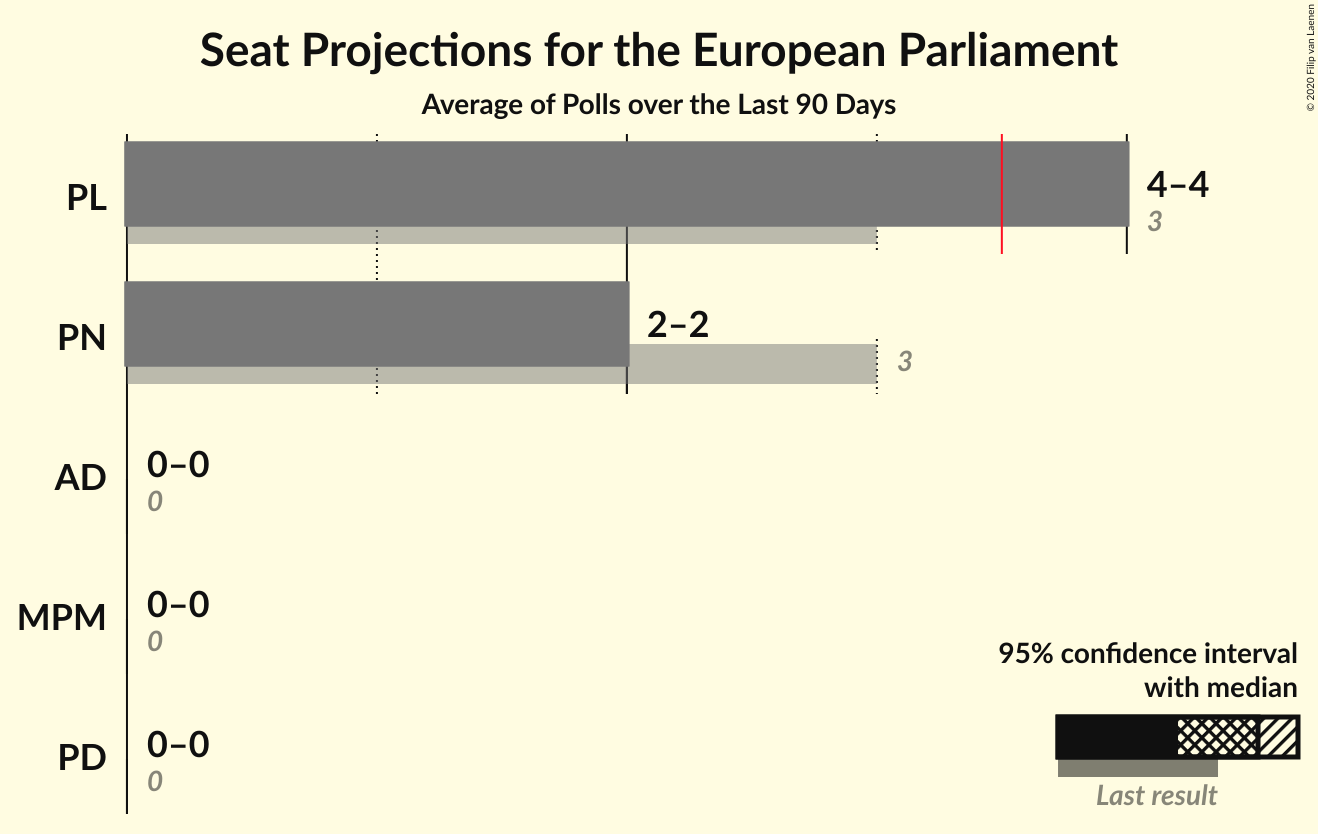 Seat Projections for the European Parliament
Average of Polls over the Last 90 Days
© 2020 Filip van Laenen
PL
4–4
3
PN
2–2
3
AD
0–0
0
MPM
0–0
0
PD
0–0
0
95% confidence interval
with median
Last result